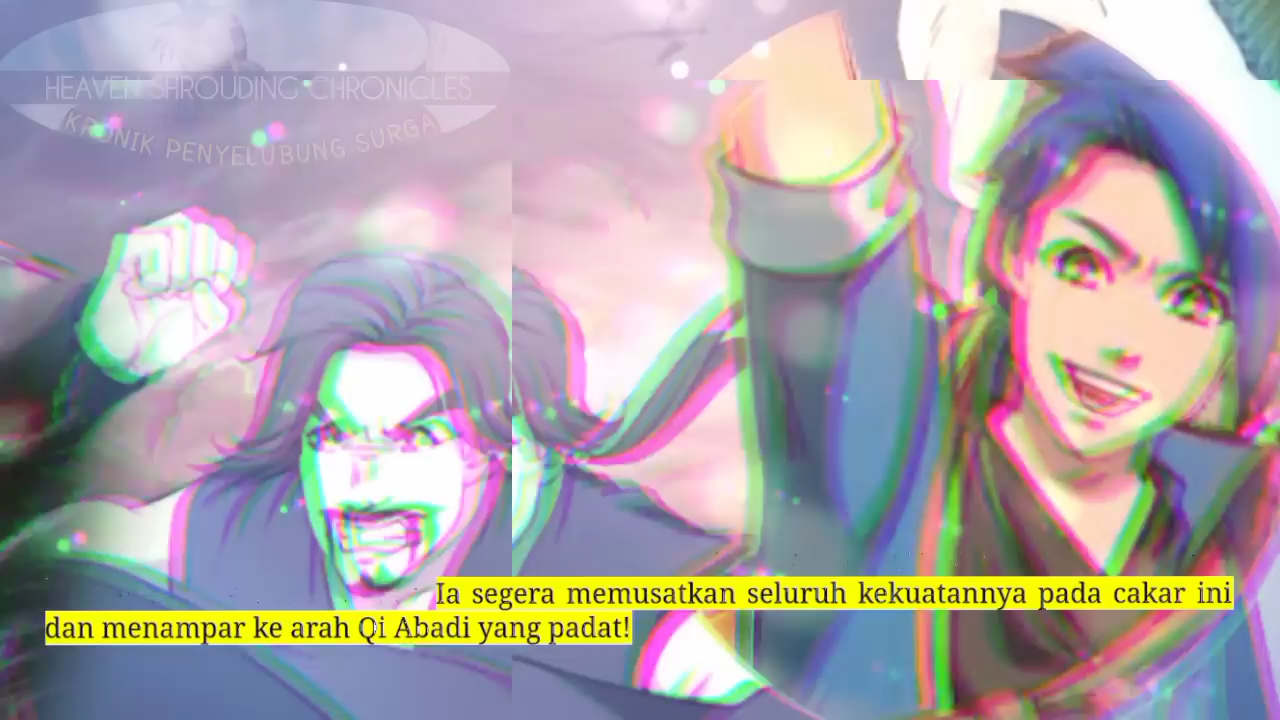 HEAVEN SHROUDING CHRONICLES
KRONIK PENYELUBUNG SURGA
Ia segera memusatkan seluruh kekuatannya pada cakar ini
dan menampar ke arah Qi Abadi yang padat!